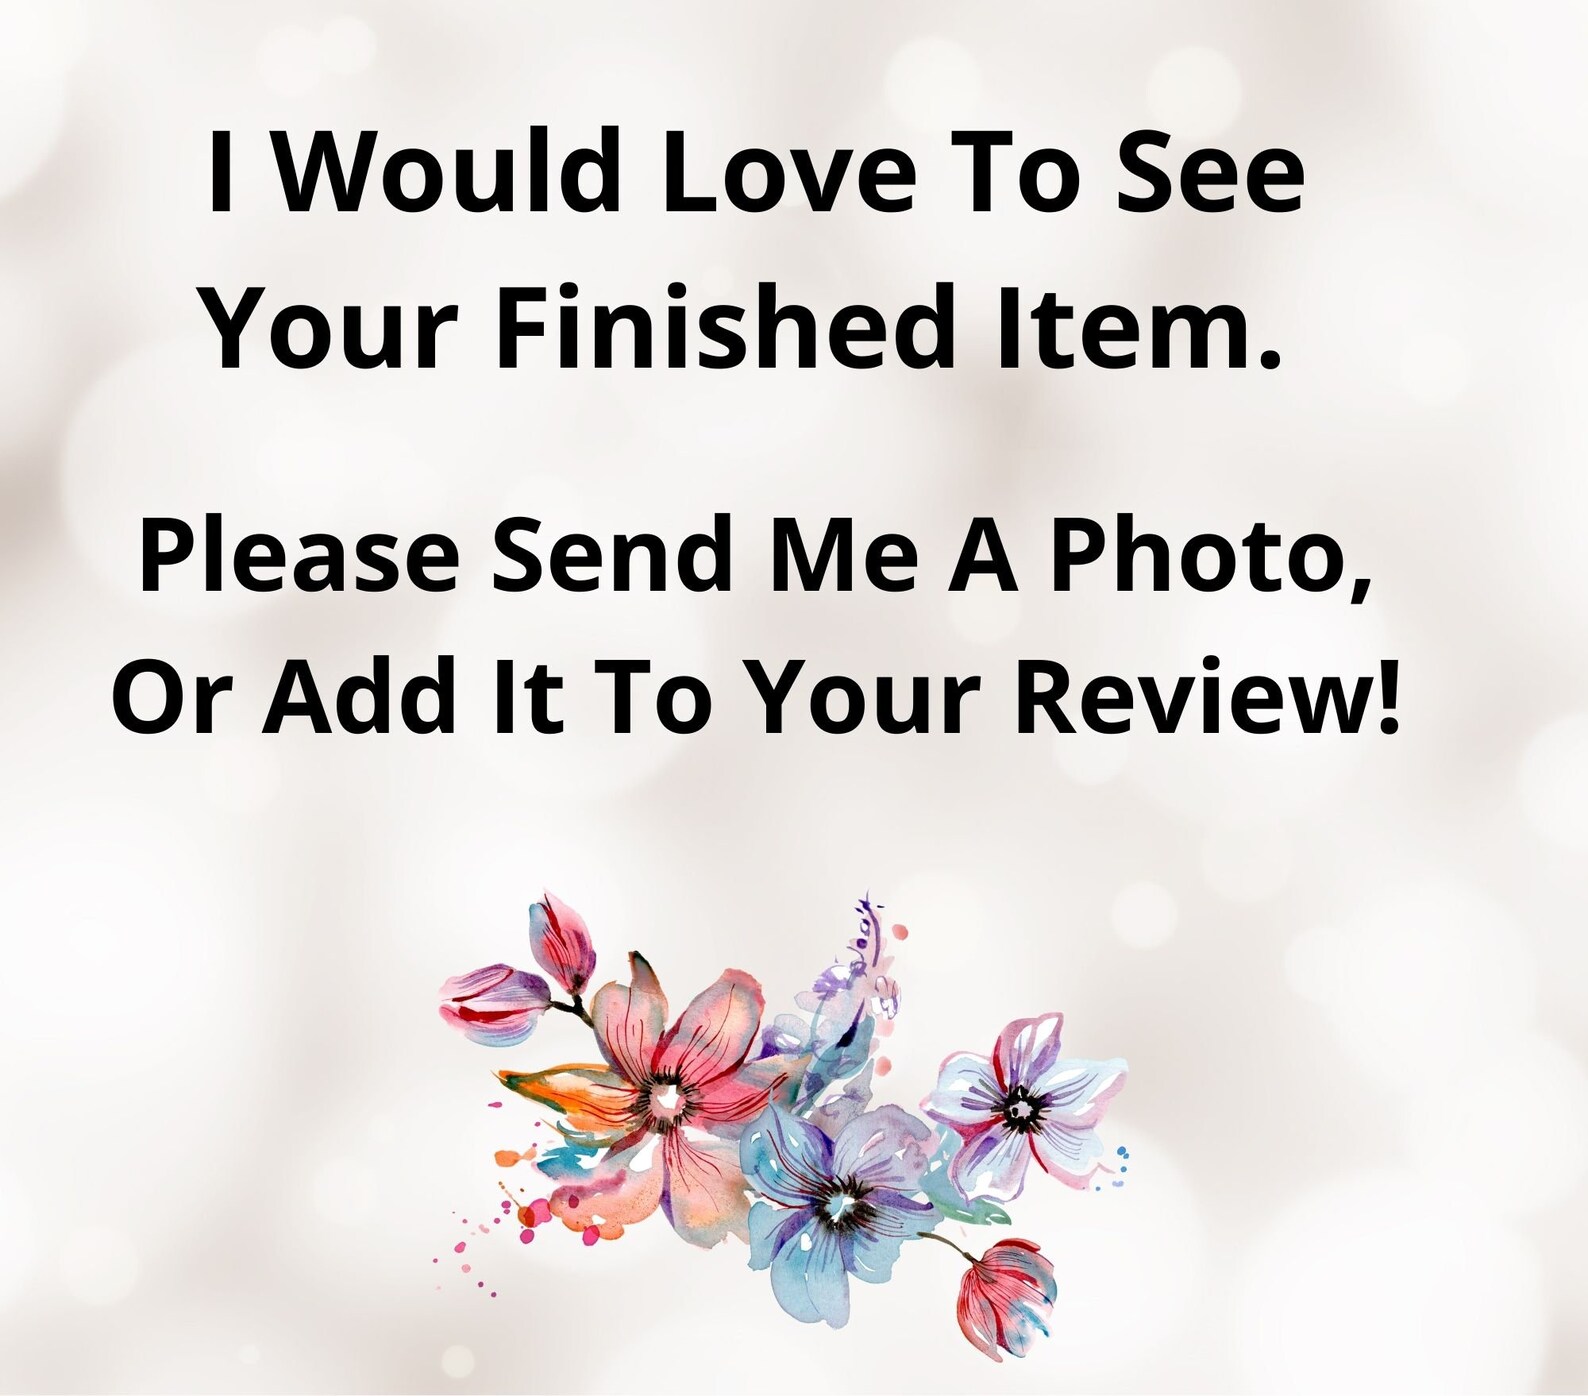 I Would Love To See
Your Finished Item.
Please Send Me A Photo,
Or Add It To Your Review!